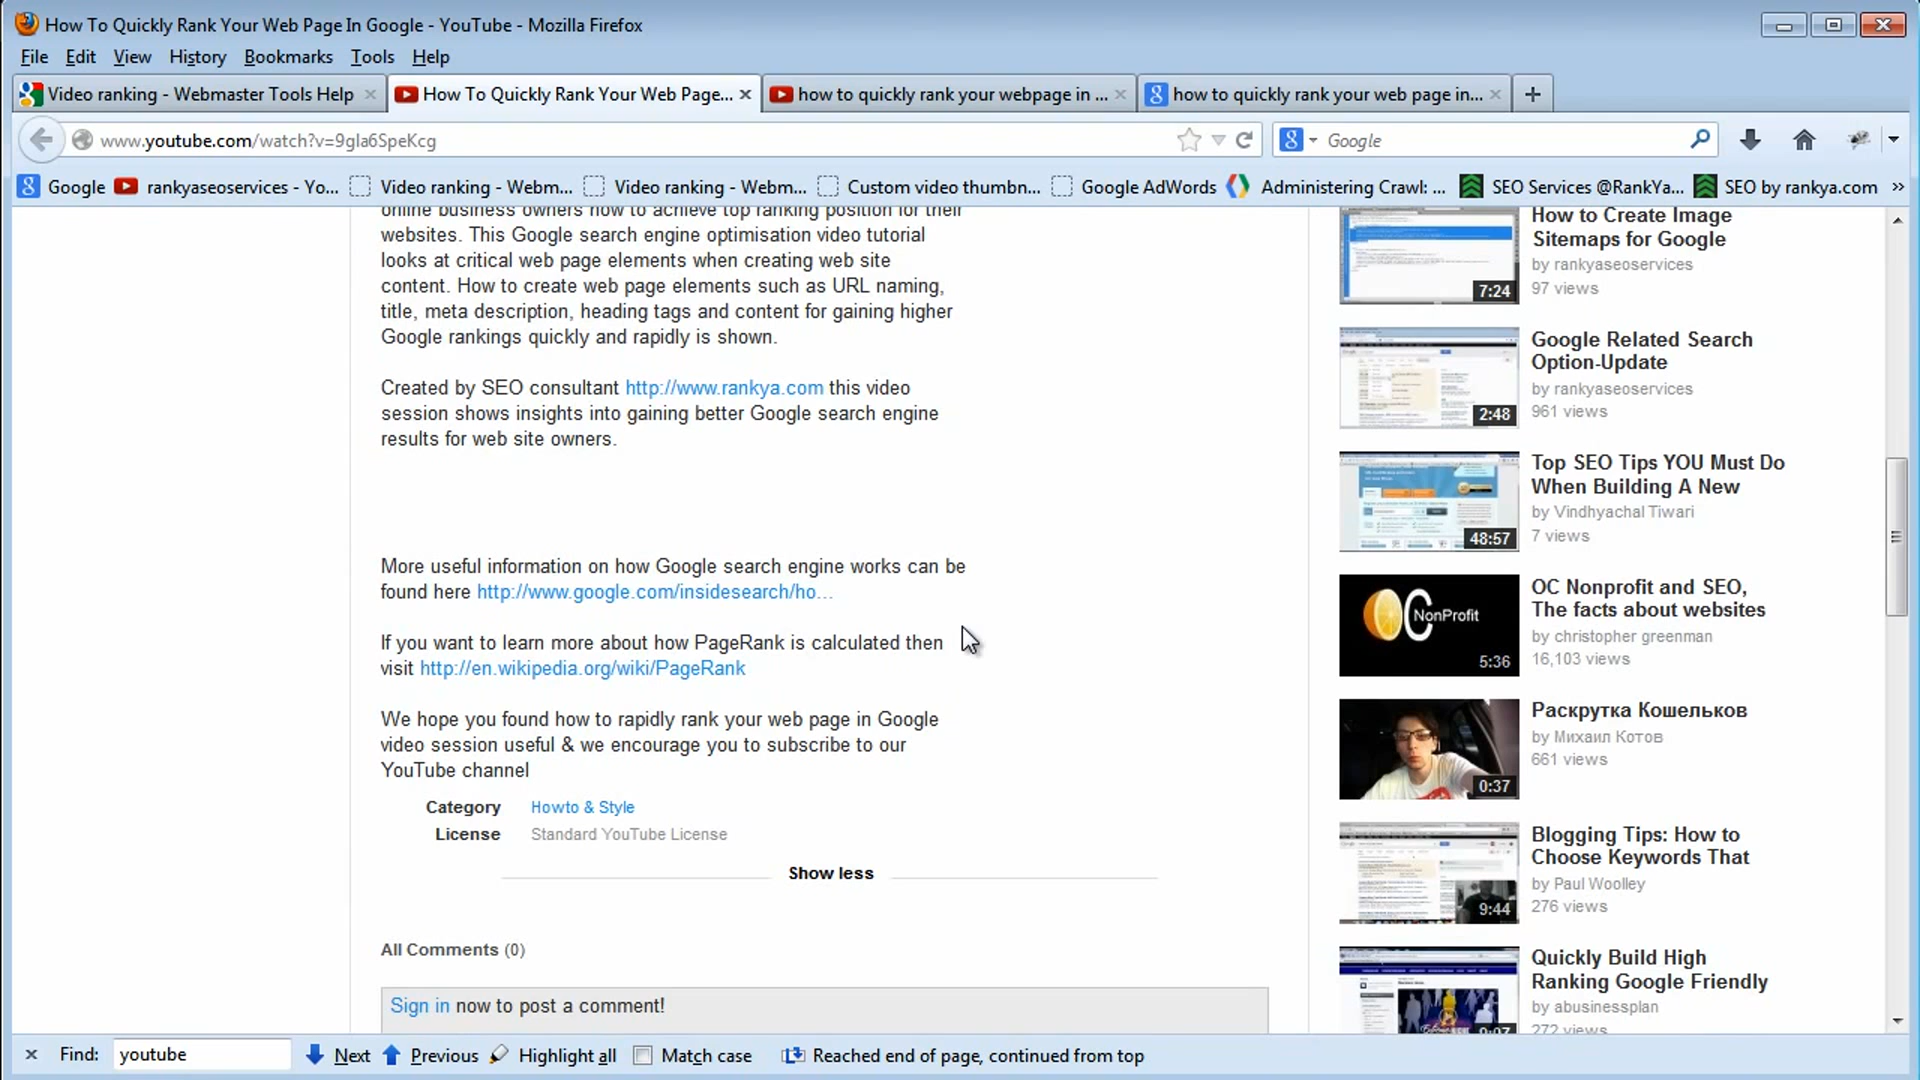 How To Quickly Rank Your Web Page In Google - YouTube - Mozilla Firefox
File Edit View History Bookmarks Tools Help
Video ranking - Webmaster Tools Help
How To Quickly Rank Your Web Page...
how to quickly rank your webpage in ...
how to quickly rank your web page in...
www.youtube.com/watch?v=9gla6SpeKcg
Google
Google rankyaseoservices - Yo... Video ranking - Webm... Video ranking - Webm... Custom video thumbn... Google AdWords Administering Crawl: ... SEO Services @RankYa... SEO by rankya.com »
online business owners how to achieve top ranking position for their
websites. This Google search engine optimisation video tutorial
looks at critical web page elements when creating web site
content. How to create web page elements such as URL naming,
title, meta description, heading tags and content for gaining higher
Google rankings quickly and rapidly is shown.
Created by SEO consultant http://www.rankya.com this video
session shows insights into gaining better Google search engine
results for web site owners.
More useful information on how Google search engine works can be
found here http://www.google.com/insidesearch/ho...
If you want to learn more about how PageRank is calculated then
visit http://en.wikipedia.org/wiki/PageRank
We hope you found how to rapidly rank your web page in Google
video session useful & we encourage you to subscribe to our
YouTube channel
Category Howto & Style
License Standard YouTube License
Show less
All Comments (0)
Sign in now to post a comment!
How to Create Image
Sitemaps for Google
by rankyaseoservices
97 views
7:24
Google Related Search
Option-Update
by rankyaseoservices
961 views
2:48
Top SEO Tips YOU Must Do
When Building A New
by Vindhyachal Tiwari
7 views
48:57
OC Nonprofit and SEO,
The facts about websites
by christopher greenman
16,103 views
OC NonProfit
5:36
Раскрутка Кошельков
by Михаил Котов
661 views
0:37
Blogging Tips: How to
Choose Keywords That
by Paul Woolley
276 views
9:44
Quickly Build High
Ranking Google Friendly
by abusinessplan
272 views
Find: youtube Next Previous Highlight all Match case Reached end of page, continued from top